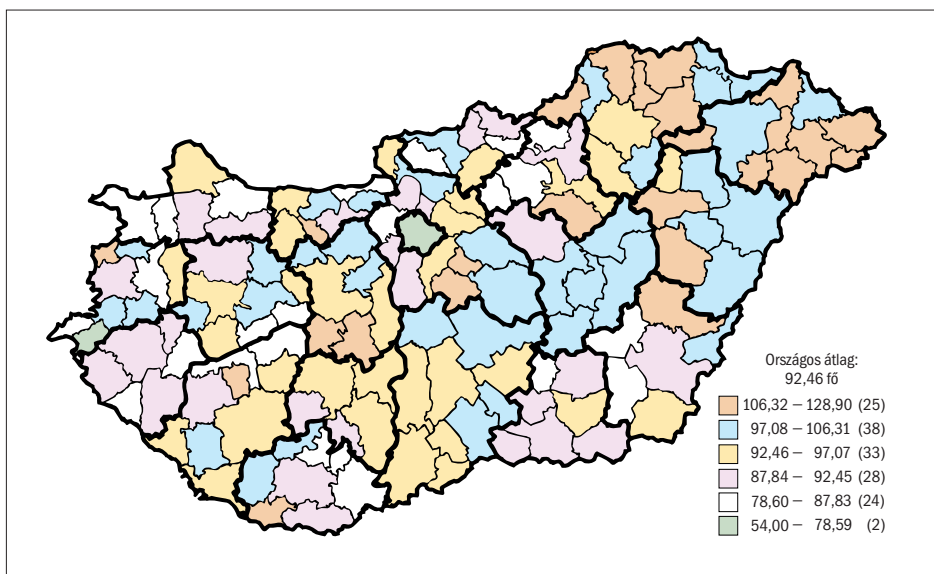 Országos átlag:
92,46 fő
106,32 – 128,90 (25)
97,08 – 106,31 (38)
92,46 – 97,07 (33)
87,84 – 92,45 (28)
78,60 – 87,83 (24)
54,00 – 78,59 (2)